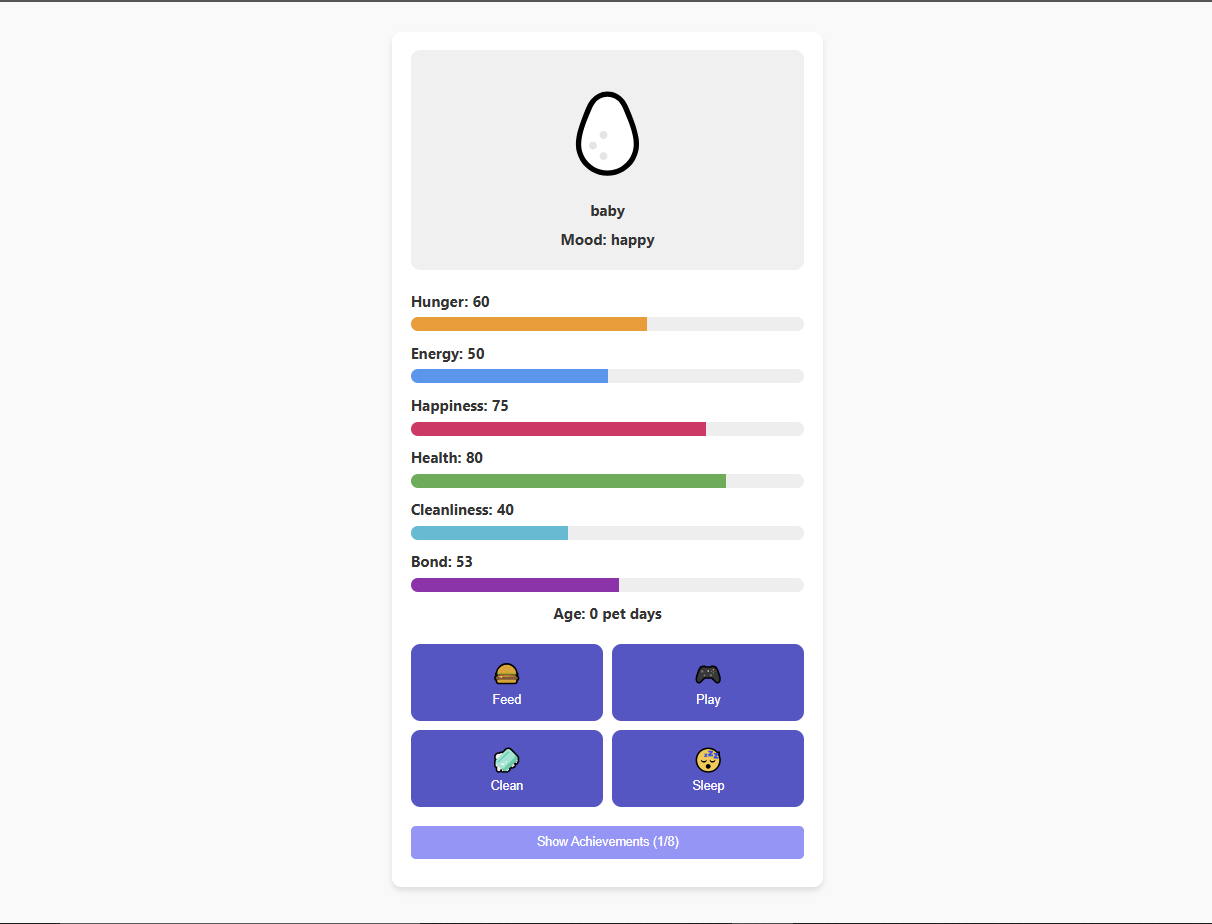 baby
Mood: happy
Hunger: 60
Energy: 50
Happiness: 75
Health: 80
Cleanliness: 40
Bond: 53
Age: 0 pet days
Feed
Play
Clean
Sleep
Show Achievements (1/8)